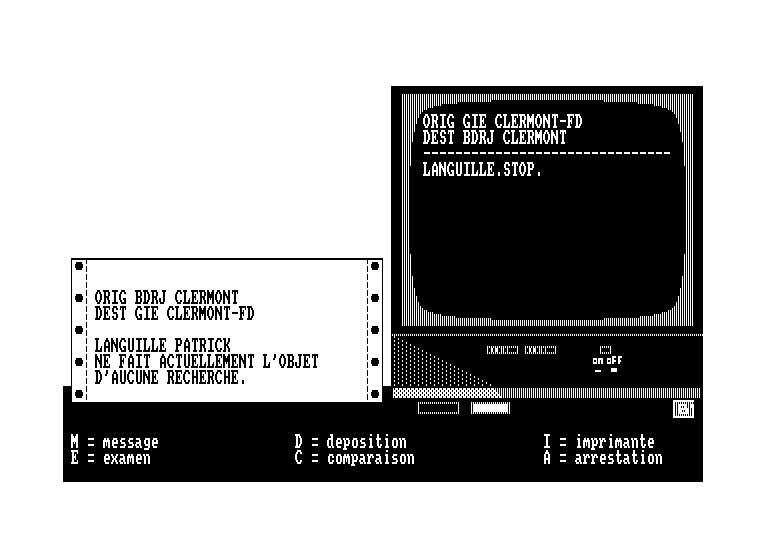 ORIG GIE CLERMONT-FD
DEST BDRJ CLERMONT
-------------------------------
LANGUILLE.STOP.
ORIG BDRJ CLERMONT
DEST GIE CLERMONT-FD
LANGUILLE PATRICK
NE FAIT ACTUELLEMENT L'OBJET
D'AUCUNE RECHERCHE.
on oFF
M = message D = deposition I = imprimante
E = examen C = comparaison A = arrestation